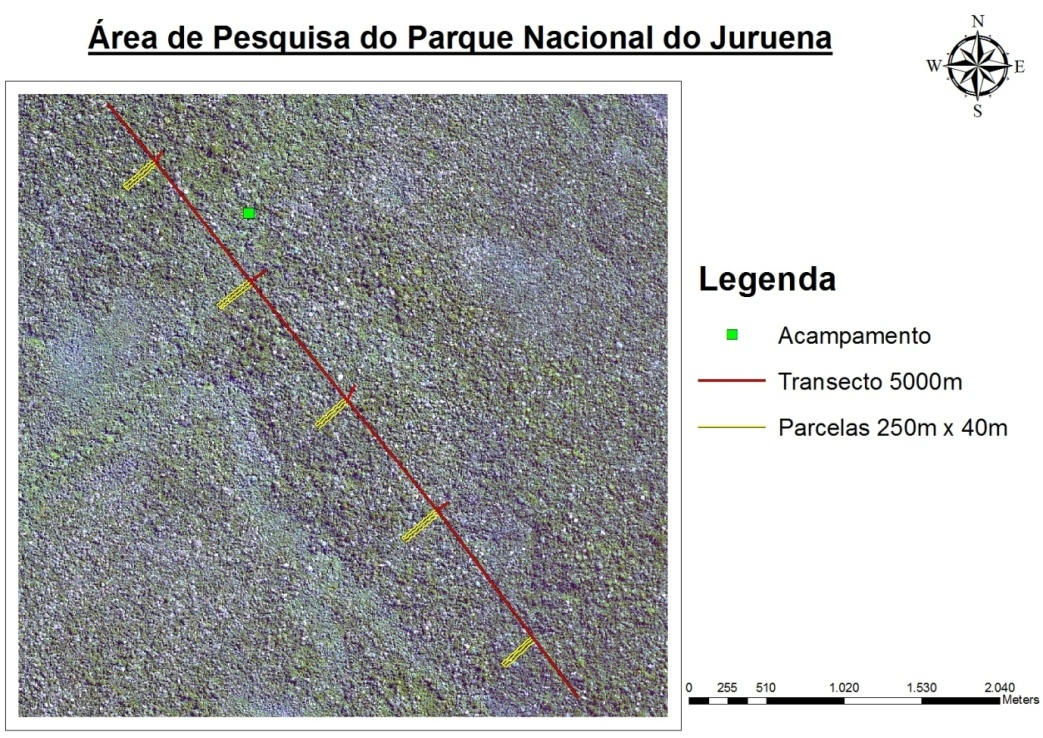 Área de Pesquisa do Parque Nacional do Juruena
N
W E
S
Legenda
Acampamento
Transecto 5000m
Parcelas 250m x 40m
0 255 510 1.020 1.530 2.040
Meters